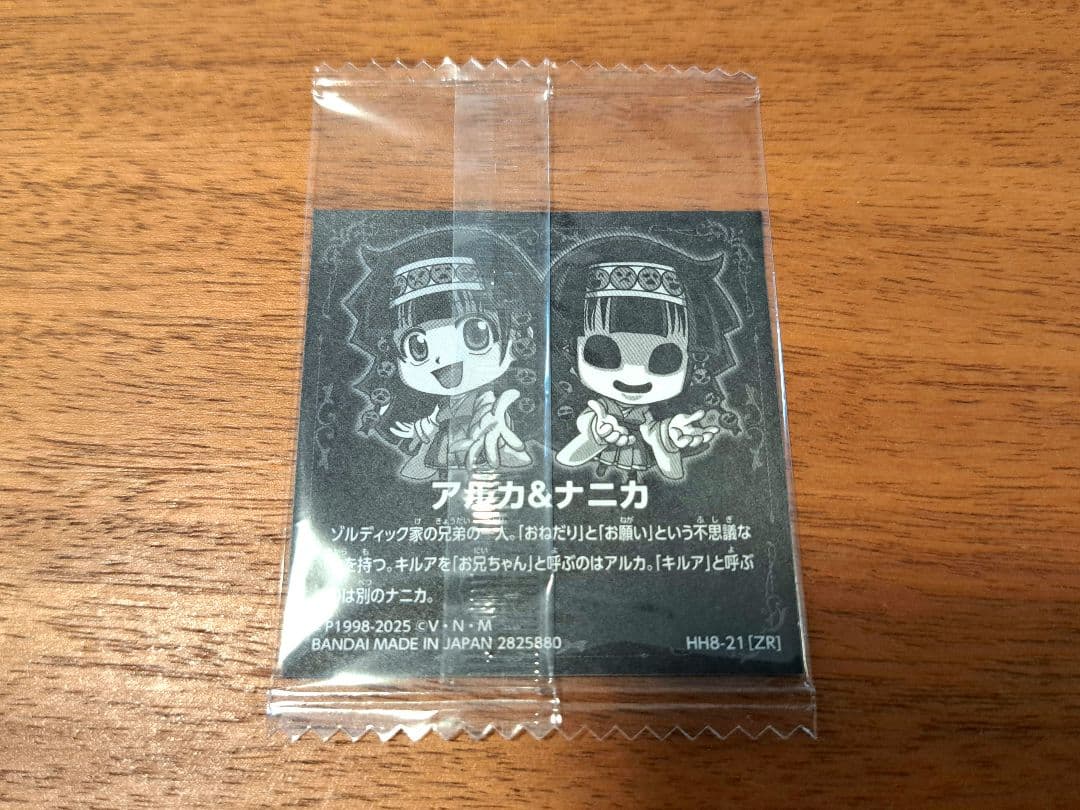 アルカ&ナニカ
ゾルディック家の兄弟の一人。「おねだり」と「お願い」という不思議な
を持つ。キルアを「お兄ちゃん」と呼ぶのはアルカ。「キルア」と呼ぶ
は別のナニカ。
©P1998-2025 ©V・N・M
BANDAI MADE IN JAPAN 2825880
HH8-21[ZR]